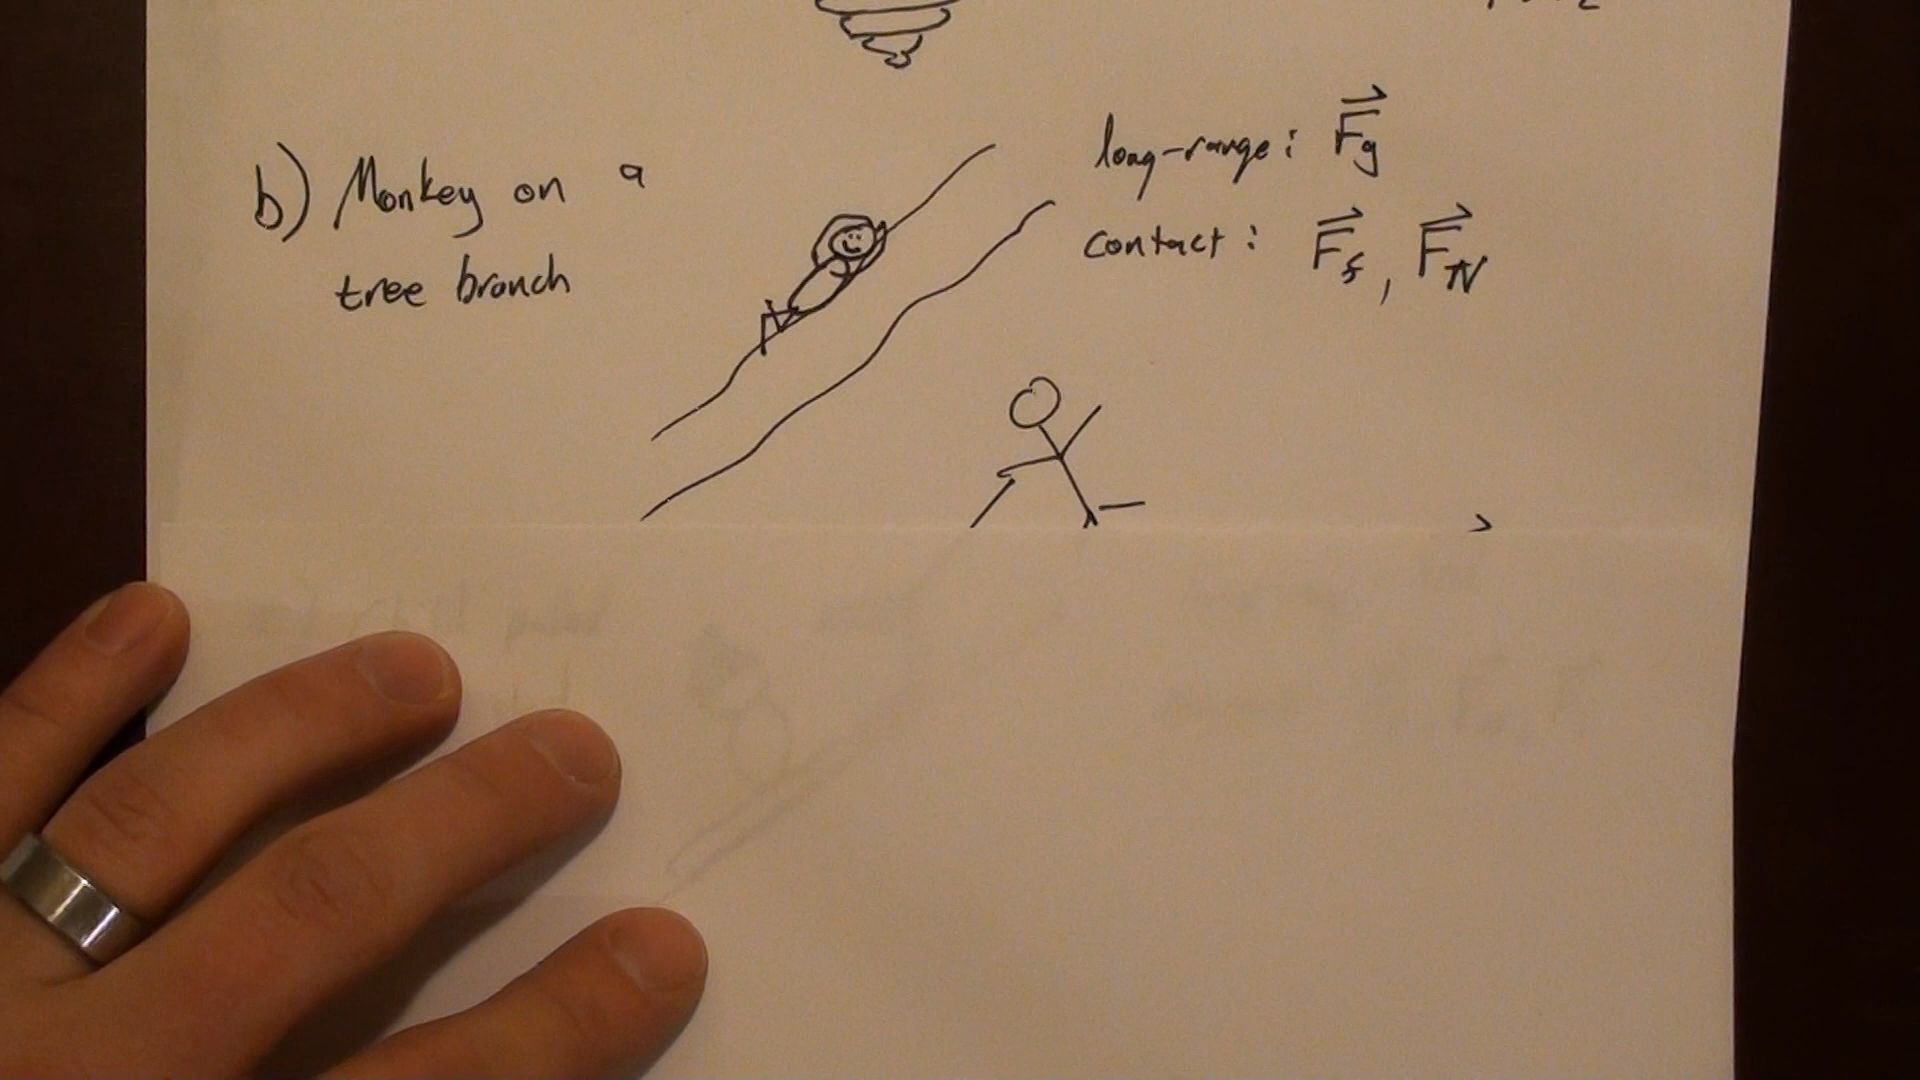 b) Monkey on a
tree branch
long-range: F⃗g
contact: F⃗f, F⃗N